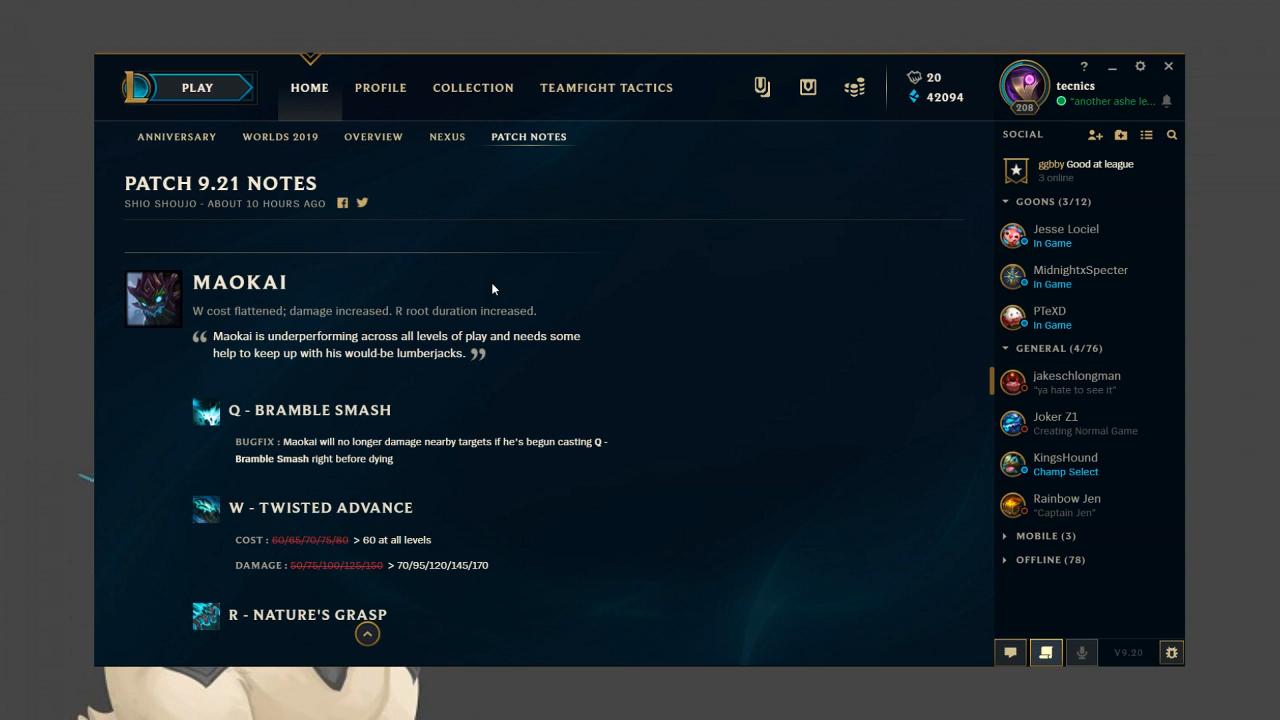 PLAY
HOME
PROFILE
COLLECTION
TEAMFIGHT TACTICS
20
42094
208
?
tecnics
"another ashe le...
ANNIVERSARY
WORLDS 2019
OVERVIEW
NEXUS
PATCH NOTES
PATCH 9.21 NOTES
SHIO SHOUJO - ABOUT 10 HOURS AGO
MAOKAI
W cost flattened; damage increased. R root duration increased.
“ Maokai is underperforming across all levels of play and needs some
help to keep up with his would-be lumberjacks. ”
Q - BRAMBLE SMASH
BUGFIX : Maokai will no longer damage nearby targets if he's begun casting Q -
Bramble Smash right before dying
W - TWISTED ADVANCE
COST : 60/65/70/75/80 > 60 at all levels
DAMAGE : 50/75/100/125/150 > 70/95/120/145/170
R - NATURE'S GRASP
SOCIAL
ggbby Good at league
3 online
GOONS (3/12)
Jesse Lociel
In Game
MidnightxSpecter
In Game
PTeXD
In Game
GENERAL (4/76)
jakeschlongman
"ya hate to see it"
Joker Z1
Creating Normal Game
KingsHound
Champ Select
Rainbow Jen
"Captain Jen"
MOBILE (3)
OFFLINE (78)
V9.20